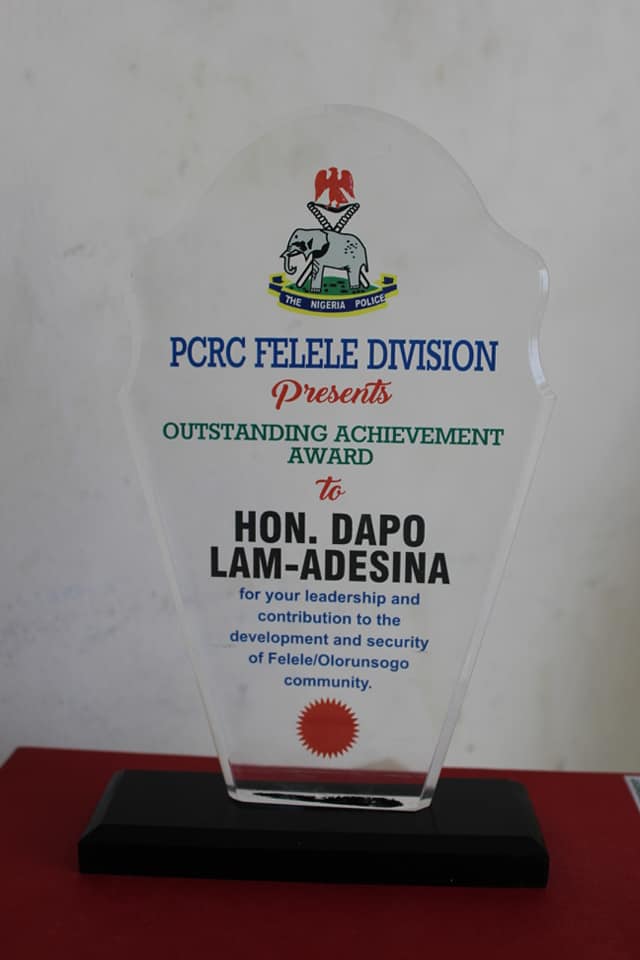 THE NIGERIA POLICE
PCRC FELELE DIVISION
Presents
OUTSTANDING ACHIEVEMENT
AWARD
to
HON. DAPO
LAM-ADESINA
for your leadership and
contribution to the
development and security
of Felele/Olorunsogo
community.